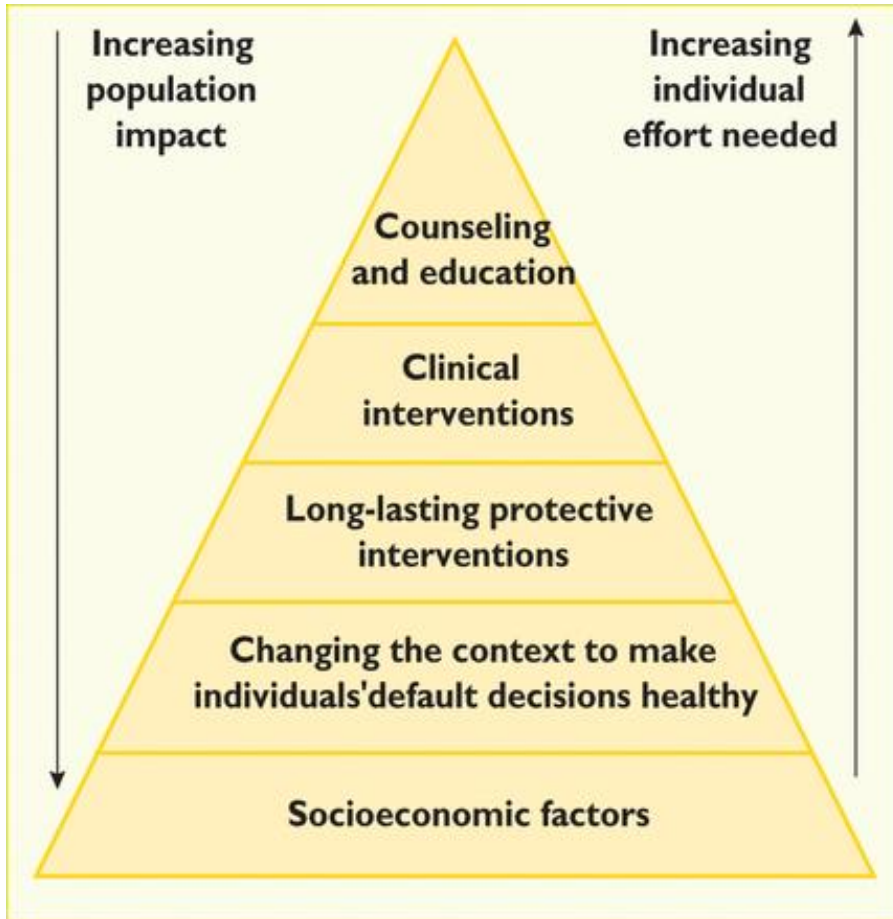 Increasing
population
impact
Increasing
individual
effort needed
Counseling
and education
Clinical
interventions
Long-lasting protective
interventions
Changing the context to make
individuals'default decisions healthy
Socioeconomic factors